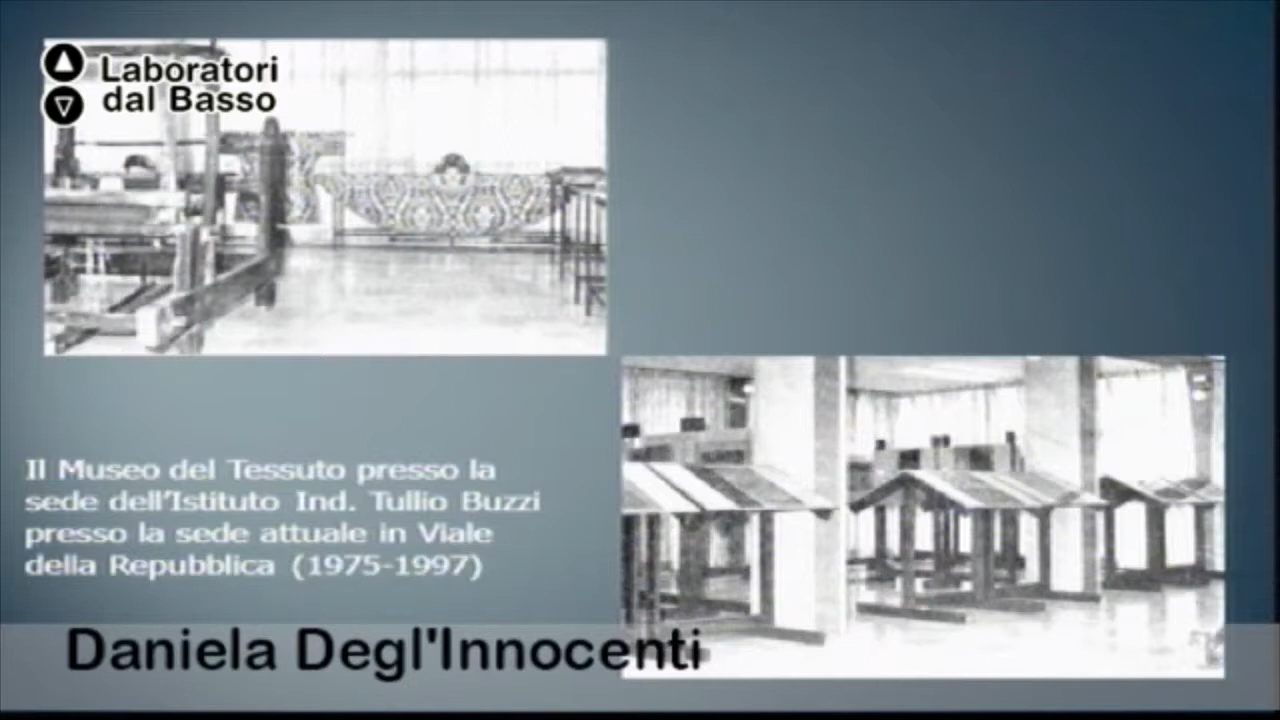 Laboratori
dal Basso
Il Museo del Tessuto presso la
sede dell'Istituto Ind. Tullio Buzzi
presso la sede attuale in Viale
della Repubblica (1975-1997)
Daniela Degl'Innocenti